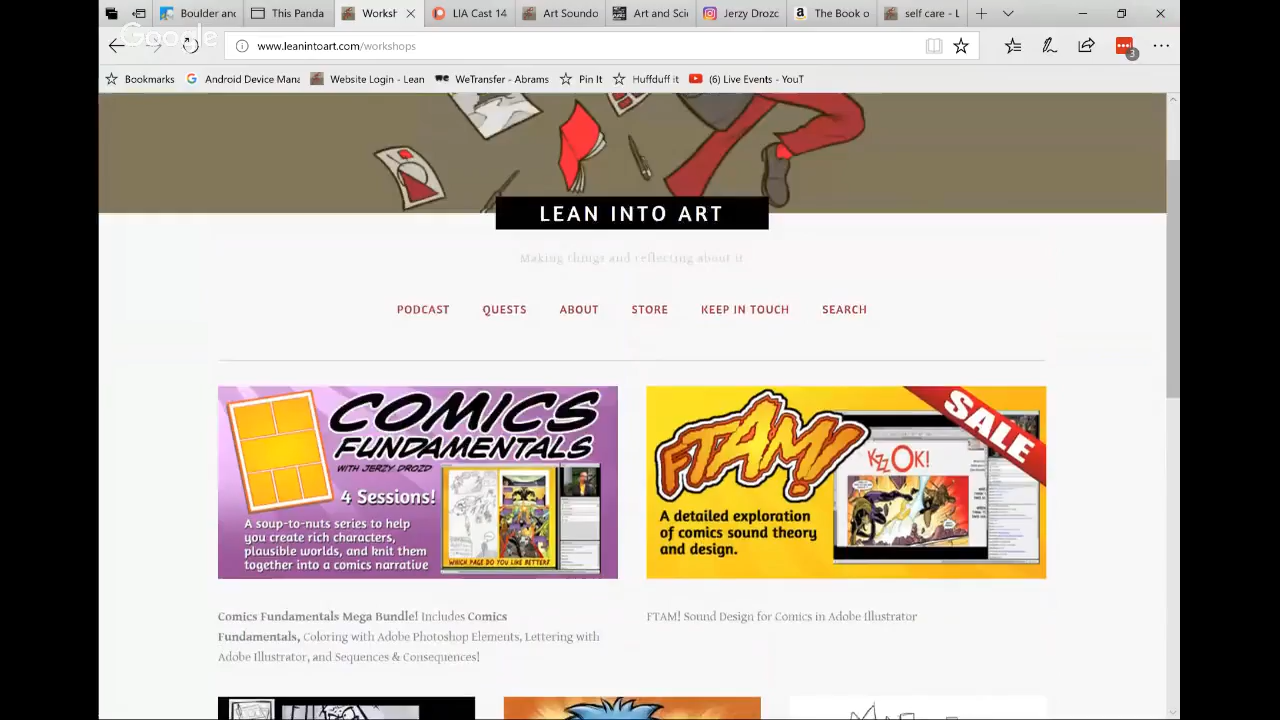 Boulder and
This Panda
Worksh
LIA Cast 14
Art Soundo
Art and Sci
Jerzy Drozd
The Book o
self care - L
Google
www.leanintoart.com/workshops
3
Bookmarks
Android Device Mana
Website Login - Lean
WeTransfer - Abrams
Pin It
Huffduff it
(6) Live Events - YouT
LEAN INTO ART
Making things and reflecting about it
PODCAST
QUESTS
ABOUT
STORE
KEEP IN TOUCH
SEARCH
COMICS
FUNDAMENTALS
WITH JERZY DROZD
4 Sessions!
A soup-to-nuts series to help
you create rich characters,
plausible worlds, and knit them
together into a comics narrative
WHICH PAGE DO YOU LIKE BETTER?
FTAM!
SALE
KZZOK!
A detailed exploration
of comics sound theory
and design.
Comics Fundamentals Mega Bundle! Includes Comics
Fundamentals, Coloring with Adobe Photoshop Elements, Lettering with
Adobe Illustrator, and Sequences & Consequences!
FTAM! Sound Design for Comics in Adobe Illustrator